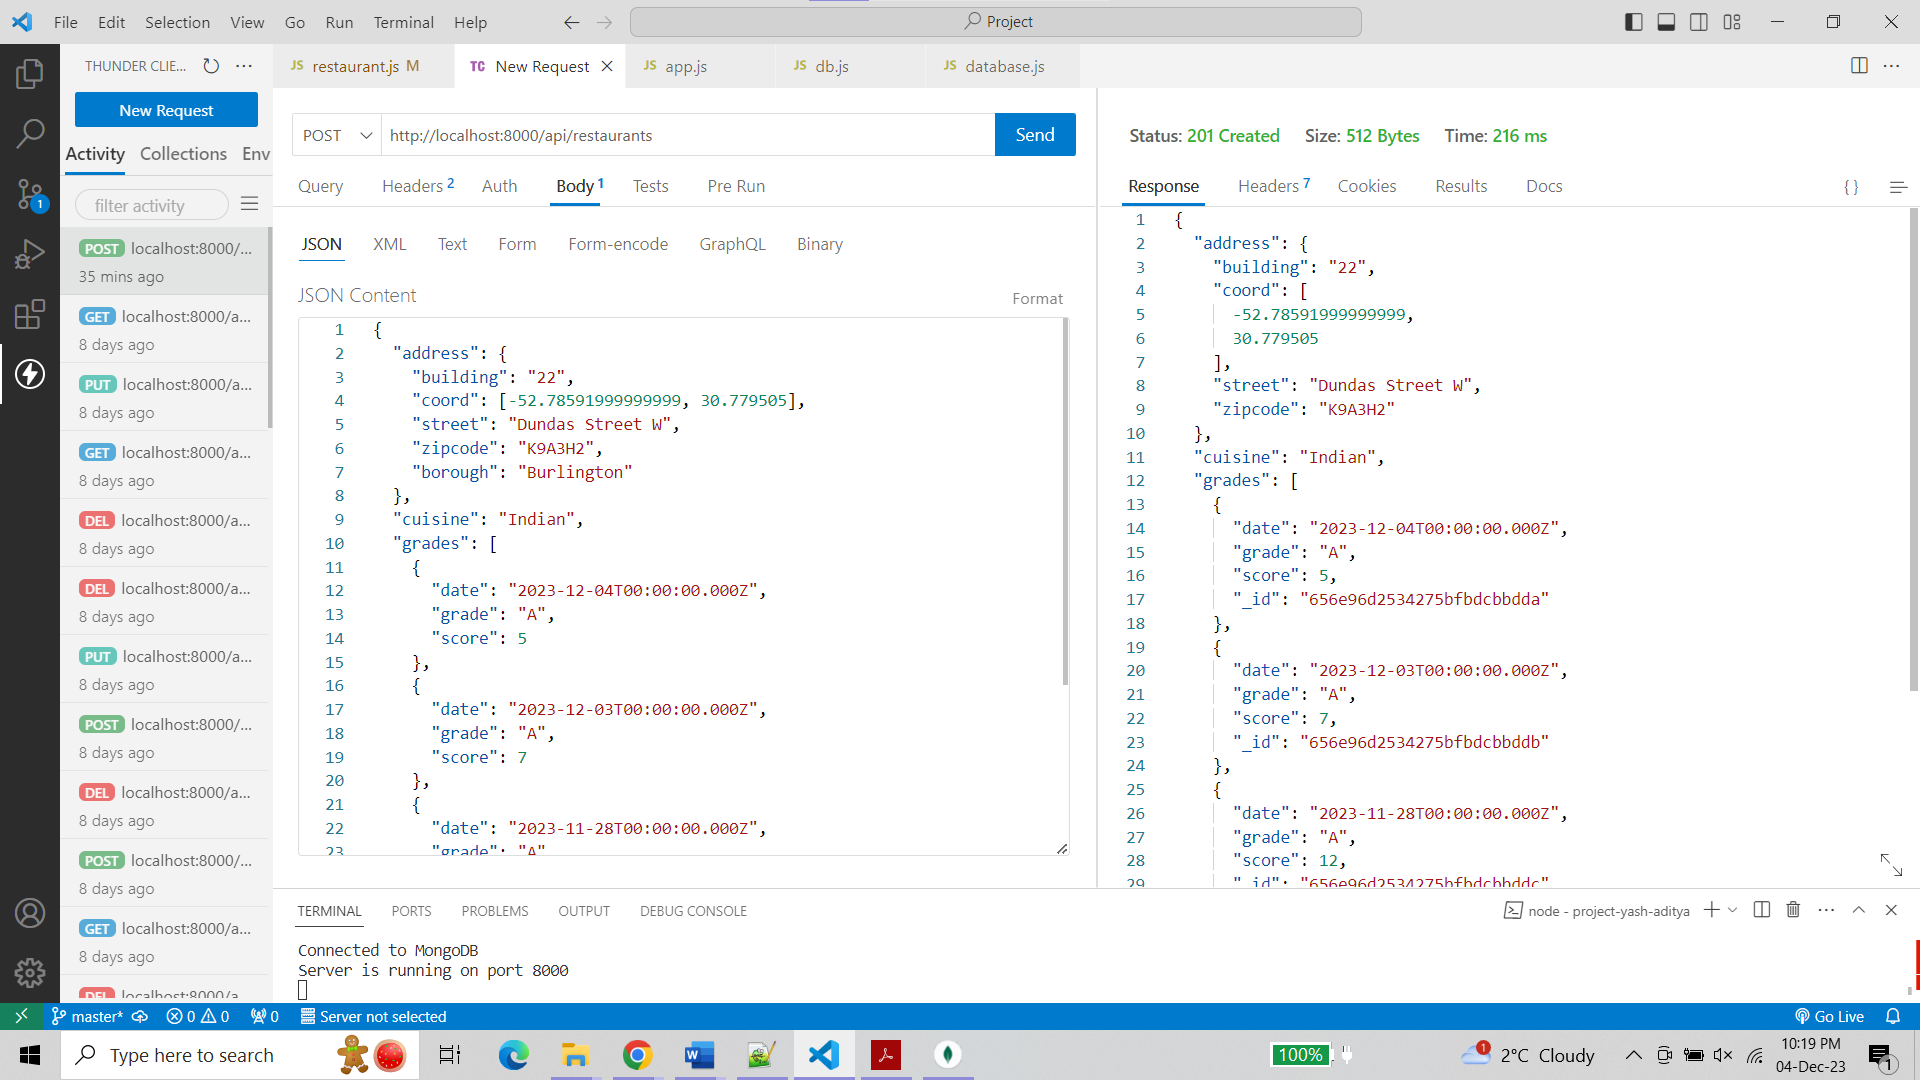 File Edit Selection View Go Run Terminal Help
Project
THUNDER CLIE...
New Request
Activity Collections Env
filter activity
POST localhost:8000/...
35 mins ago
GET localhost:8000/a...
8 days ago
PUT localhost:8000/a...
8 days ago
GET localhost:8000/a...
8 days ago
DEL localhost:8000/a...
8 days ago
DEL localhost:8000/a...
8 days ago
PUT localhost:8000/a...
8 days ago
POST localhost:8000/...
8 days ago
DEL localhost:8000/a...
8 days ago
POST localhost:8000/...
8 days ago
GET localhost:8000/a...
8 days ago
DEL localhost:8000/a...
1
JS restaurant.js M
TC New Request
JS app.js
JS db.js
JS database.js
POST http://localhost:8000/api/restaurants Send
Query Headers 2 Auth Body 1 Tests Pre Run
JSON XML Text Form Form-encode GraphQL Binary
JSON Content
Format
1 {
2 "address": {
3 "building": "22",
4 "coord": [-52.78591999999999, 30.779505],
5 "street": "Dundas Street W",
6 "zipcode": "K9A3H2",
7 "borough": "Burlington"
8 },
9 "cuisine": "Indian",
10 "grades": [
11 {
12 "date": "2023-12-04T00:00:00.000Z",
13 "grade": "A",
14 "score": 5
15 },
16 {
17 "date": "2023-12-03T00:00:00.000Z",
18 "grade": "A",
19 "score": 7
20 },
21 {
22 "date": "2023-11-28T00:00:00.000Z",
23 "grade": "A"
Status: 201 Created Size: 512 Bytes Time: 216 ms
Response Headers 7 Cookies Results Docs
{ }
1 {
2 "address": {
3 "building": "22",
4 "coord": [
5 -52.78591999999999,
6 30.779505
7 ],
8 "street": "Dundas Street W",
9 "zipcode": "K9A3H2"
10 },
11 "cuisine": "Indian",
12 "grades": [
13 {
14 "date": "2023-12-04T00:00:00.000Z",
15 "grade": "A",
16 "score": 5,
17 "_id": "656e96d2534275bfbdcbbdda"
18 },
19 {
20 "date": "2023-12-03T00:00:00.000Z",
21 "grade": "A",
22 "score": 7,
23 "_id": "656e96d2534275bfbdcbbddb"
24 },
25 {
26 "date": "2023-11-28T00:00:00.000Z",
27 "grade": "A",
28 "score": 12,
29 "_id": "656e96d2534275bfbdcbbddc"
TERMINAL PORTS PROBLEMS OUTPUT DEBUG CONSOLE
node - project-yash-aditya
Connected to MongoDB
Server is running on port 8000
master* 0 0 0 Server not selected
Go Live
Type here to search
100%
1
2°C Cloudy
10:19 PM
04-Dec-23
1